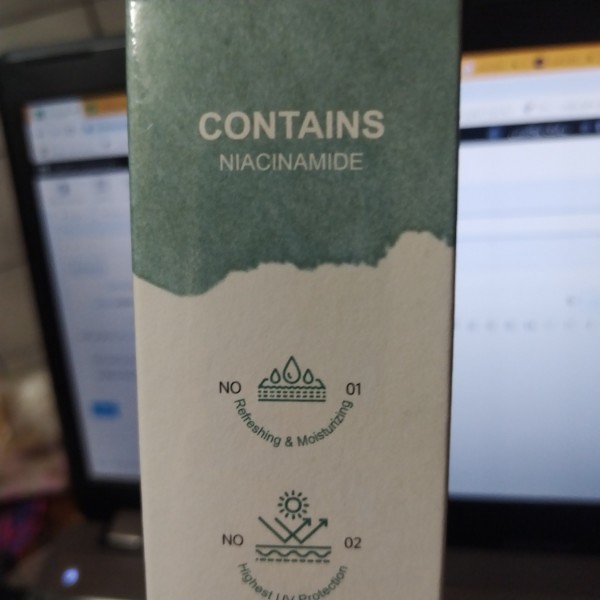 CONTAINS
NIACINAMIDE
NO 01
Refreshing & Moisturizing
NO 02
Highest UV Protection